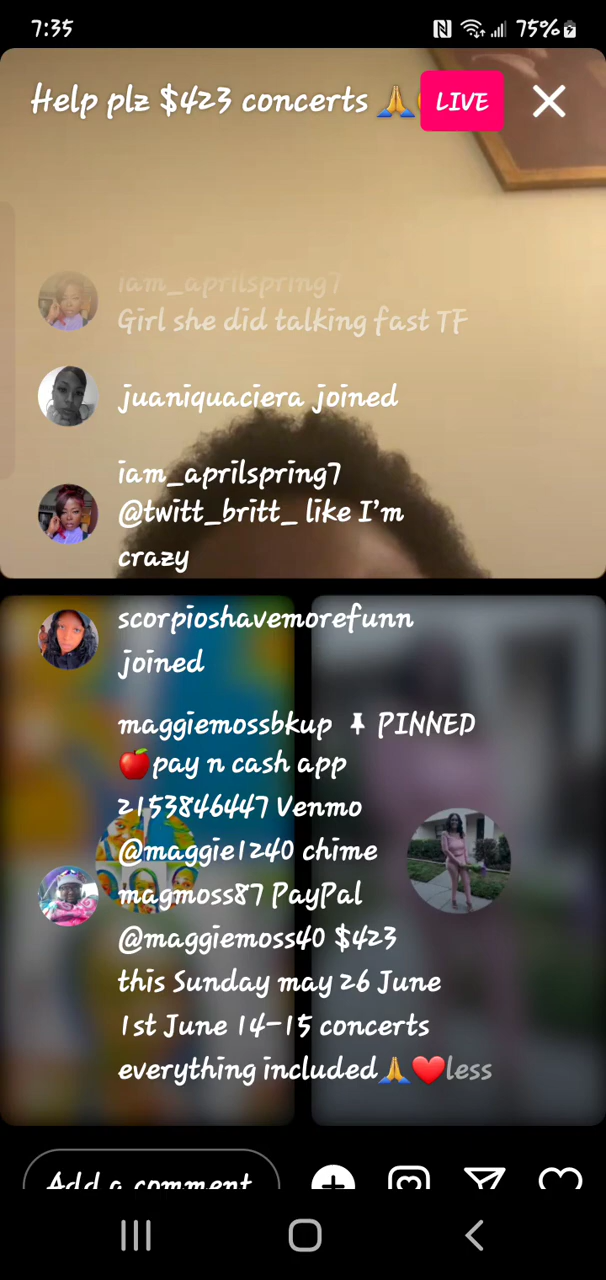 7:35 75%
Help plz $423 concerts 🙏
LIVE
iam_aprilspring7
Girl she did talking fast TF
juaniquaciera joined
iam_aprilspring7
@twitt_britt_ like I'm
crazy
scorpioshavemorefunn
joined
maggiemossbkup 📌 PINNED
🍎pay n cash app
2153846447 Venmo
@maggie1240 chime
magmoss87 PayPal
@maggiemoss40 $423
this Sunday may 26 June
1st June 14-15 concerts
everything included🙏❤️less
Add a comment